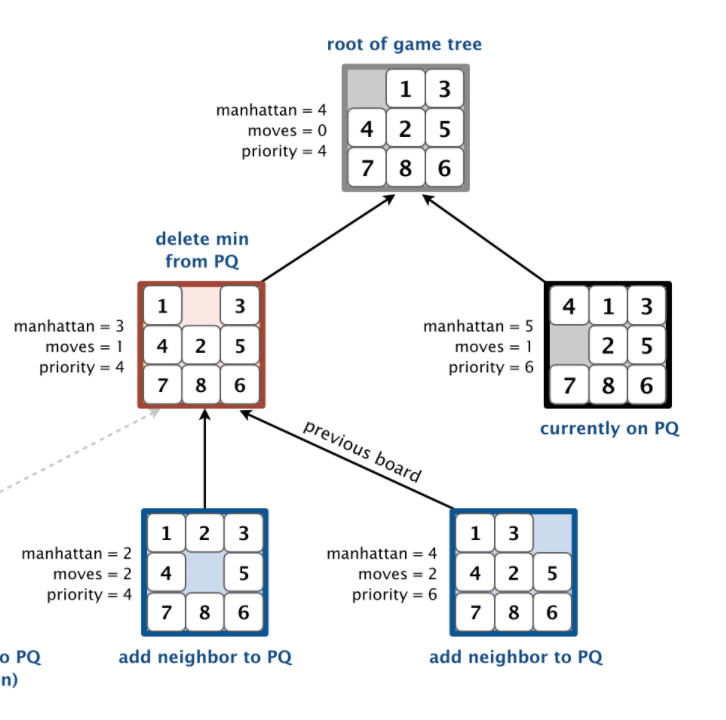 root of game tree
manhattan = 4
moves = 0
priority = 4
1 3
4 2 5
7 8 6
delete min
from PQ
manhattan = 3
moves = 1
priority = 4
1 3
4 2 5
7 8 6
manhattan = 5
moves = 1
priority = 6
4 1 3
2 5
7 8 6
currently on PQ
previous board
manhattan = 2
moves = 2
priority = 4
1 2 3
4 5
7 8 6
add neighbor to PQ
manhattan = 4
moves = 2
priority = 6
1 3
4 2 5
7 8 6
add neighbor to PQ
o PQ
n)